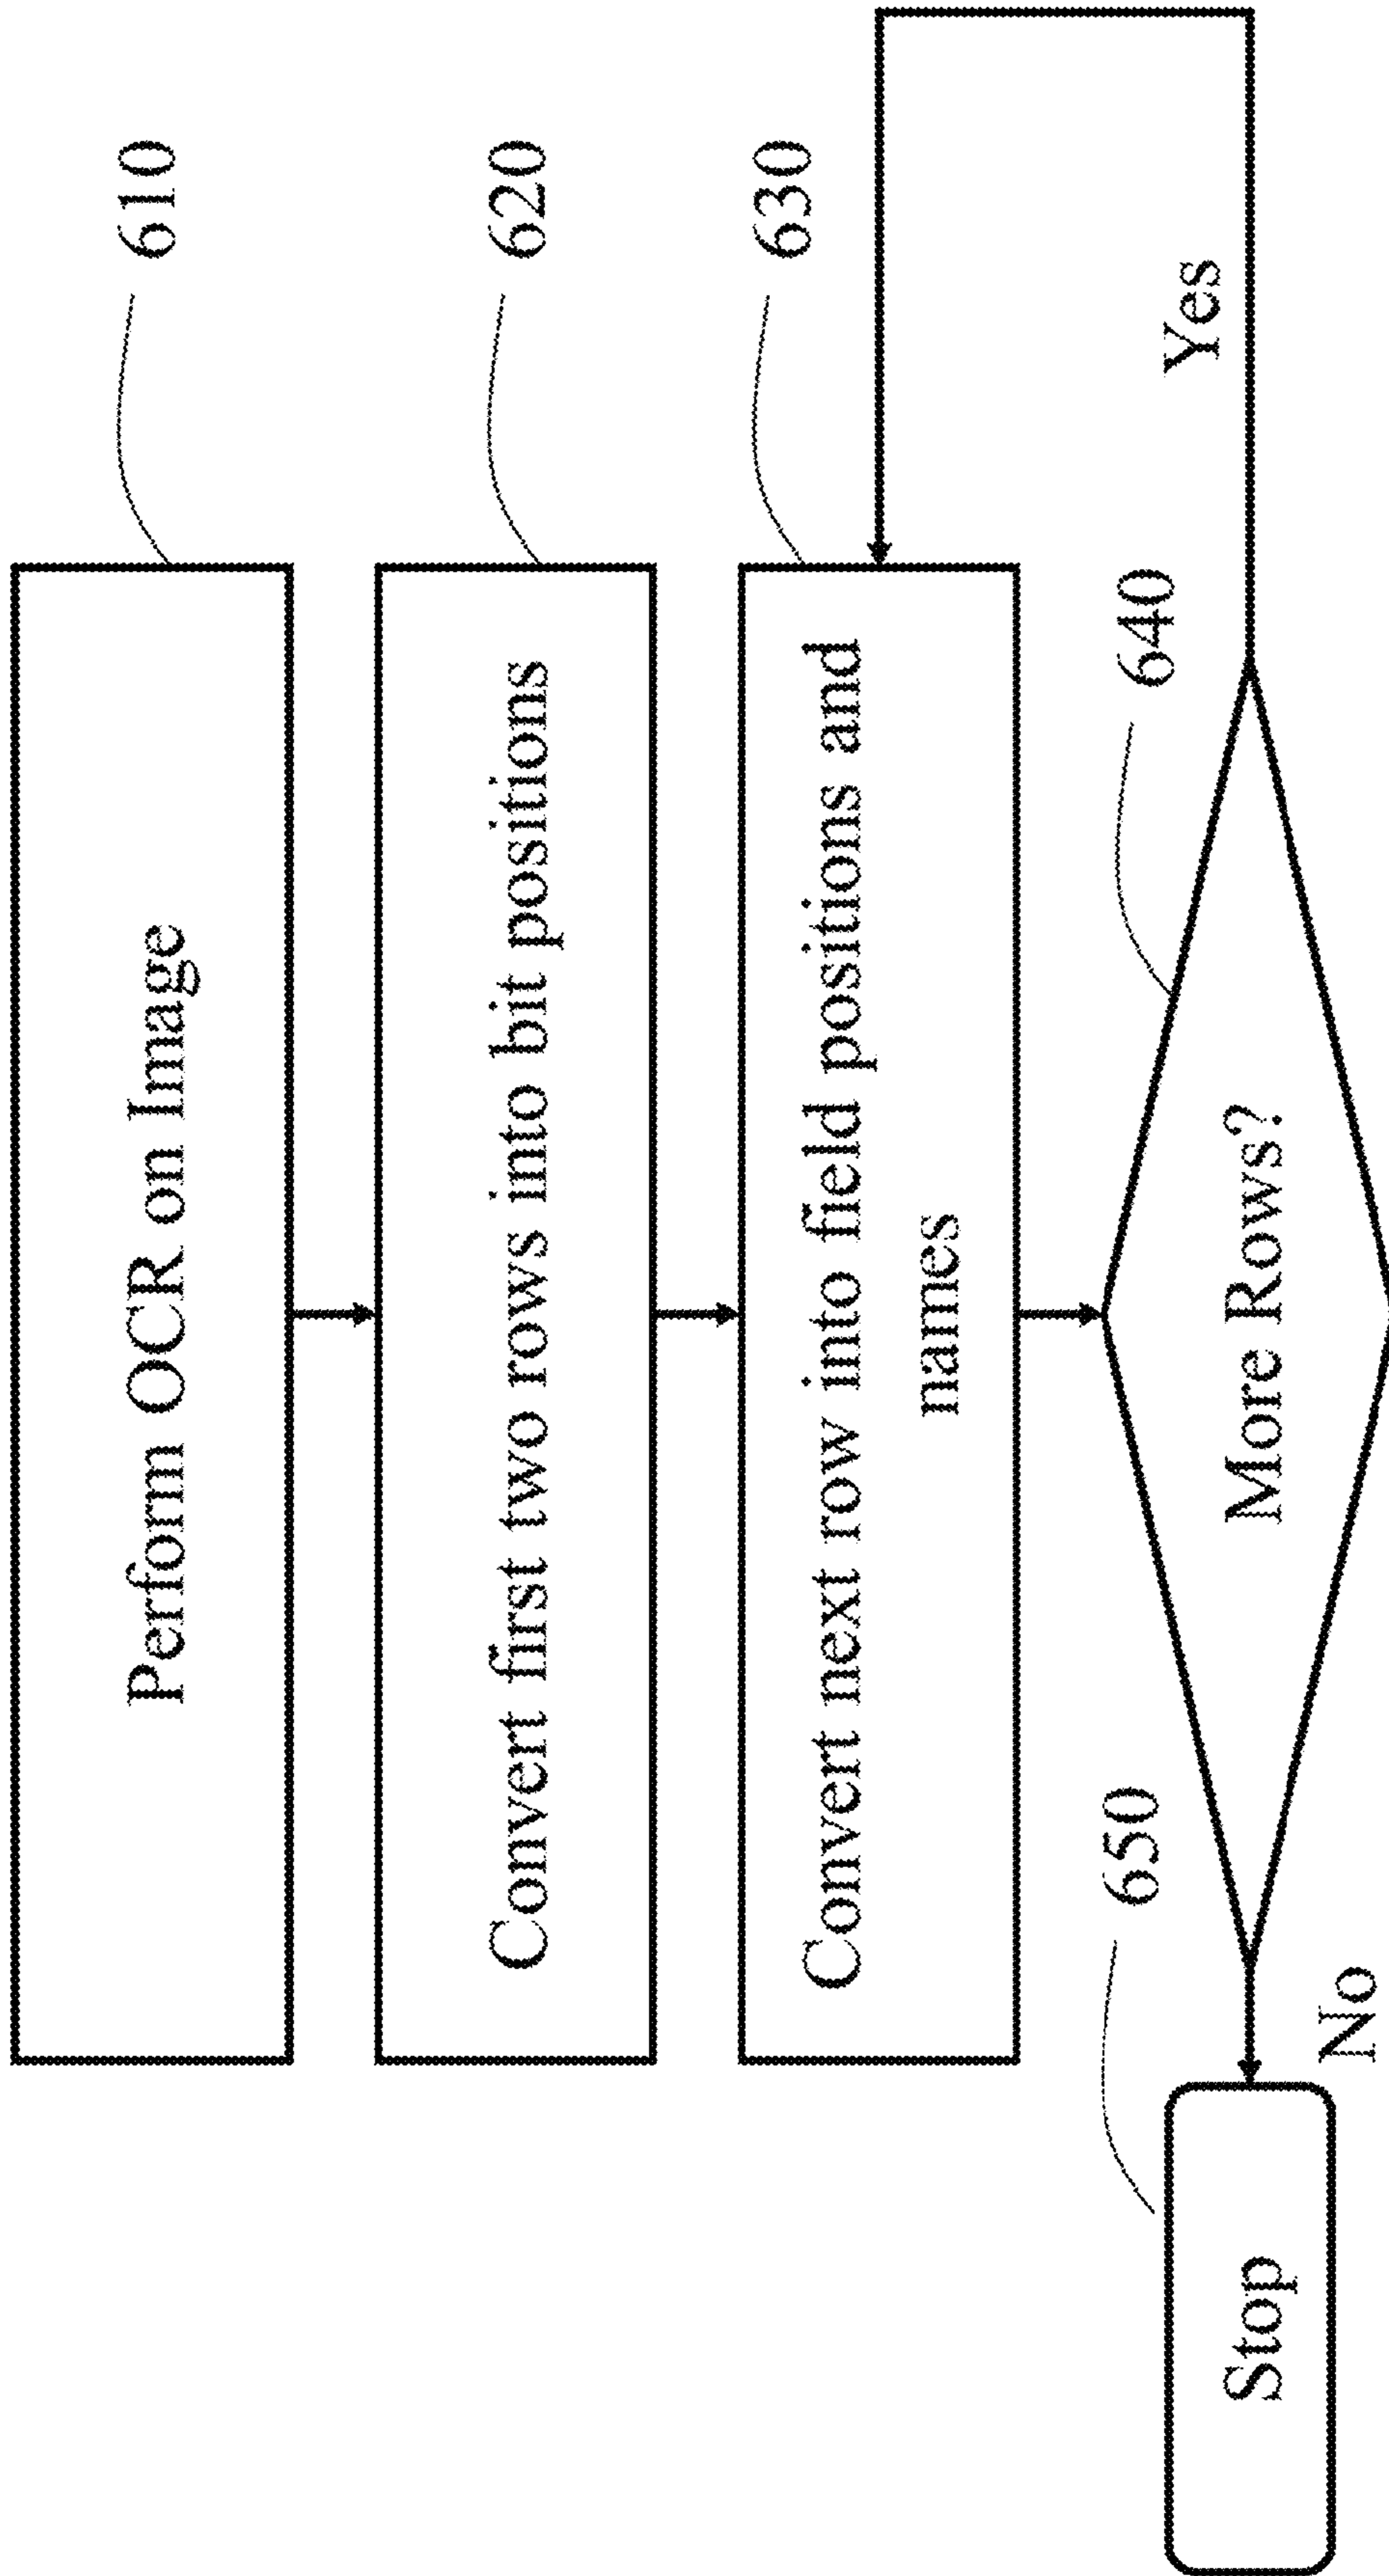 Perform OCR on Image
610
Convert first two rows into bit positions
620
Convert next row into field positions and
names
630
More Rows?
640
Yes
No
Stop
650